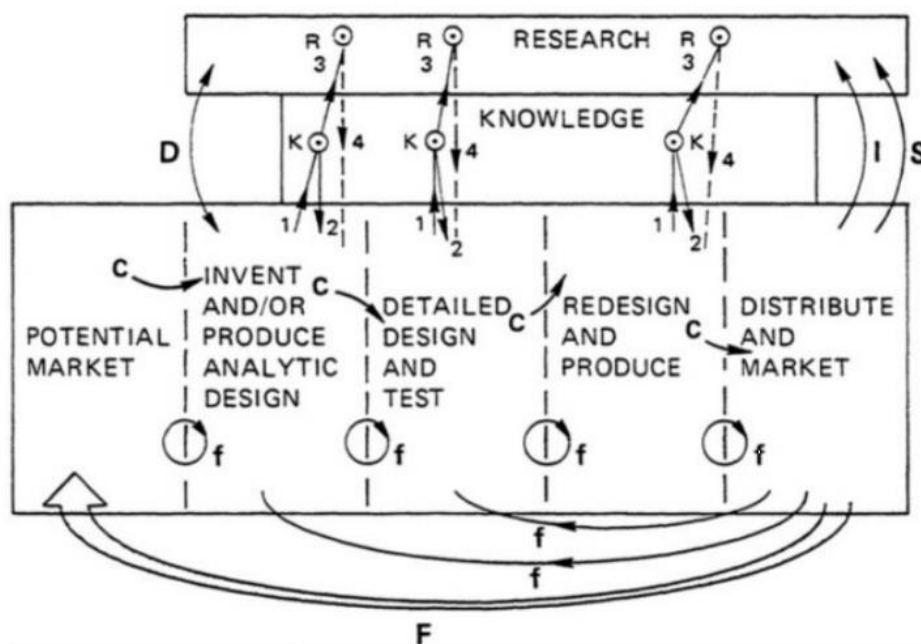 R RESEARCH R R
3 3 3
KNOWLEDGE
D K 4 K 4 K 4 I S
1 2 1 2 1 2
C INVENT C C C
AND/OR DETAILED REDESIGN DISTRIBUTE
POTENTIAL PRODUCE DESIGN AND AND
MARKET ANALYTIC AND PRODUCE MARKET
DESIGN TEST
f f f f
f
f
F